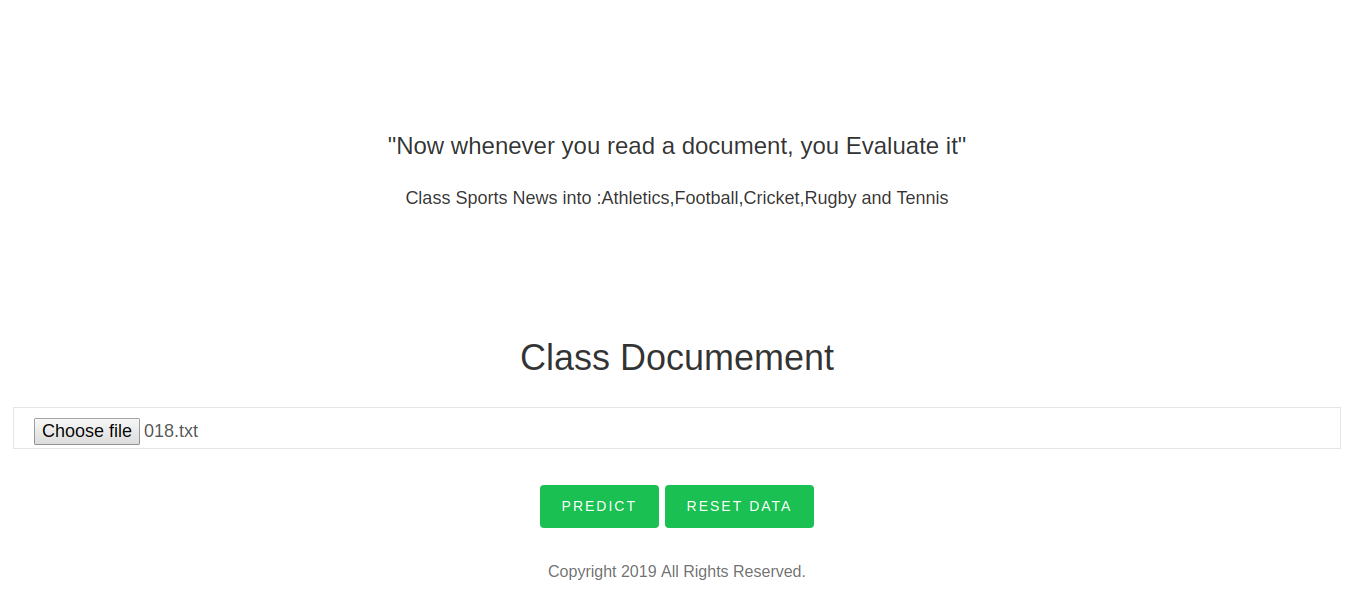 "Now whenever you read a document, you Evaluate it"
Class Sports News into :Athletics,Football,Cricket,Rugby and Tennis
Class Documement
Choose file 018.txt
PREDICT RESET DATA
Copyright 2019 All Rights Reserved.